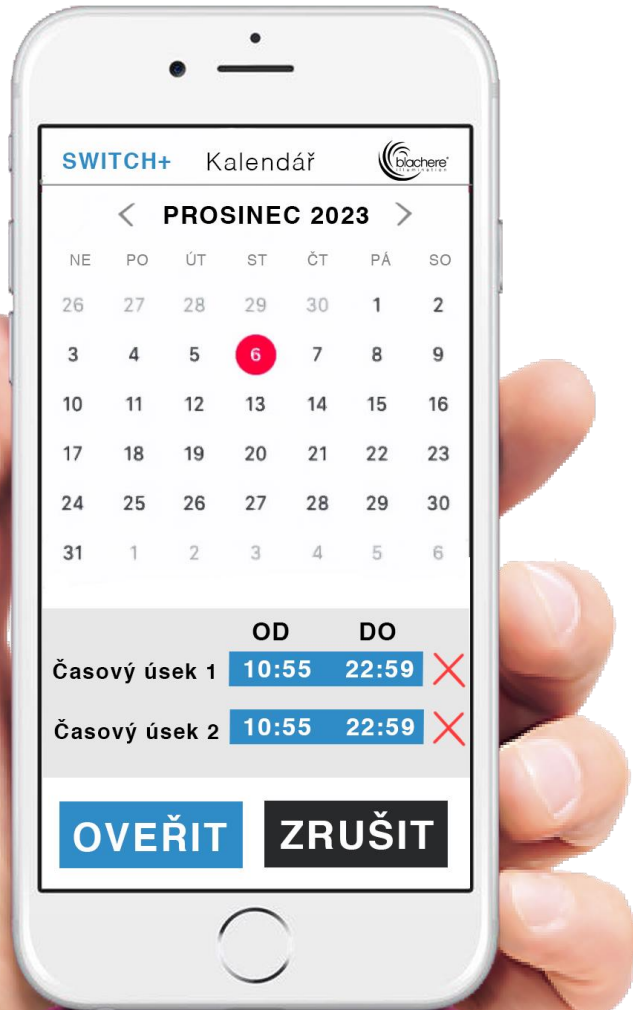 SWITCH+ Kalendář blachere illumination
< PROSINEC 2023 >
NE PO ÚT ST ČT PÁ SO
26 27 28 29 30 1 2
3 4 5 6 7 8 9
10 11 12 13 14 15 16
17 18 19 20 21 22 23
24 25 26 27 28 29 30
31 1 2 3 4 5 6
OD DO
Časový úsek 1 10:55 22:59
Časový úsek 2 10:55 22:59
OVEŘIT ZRUŠIT